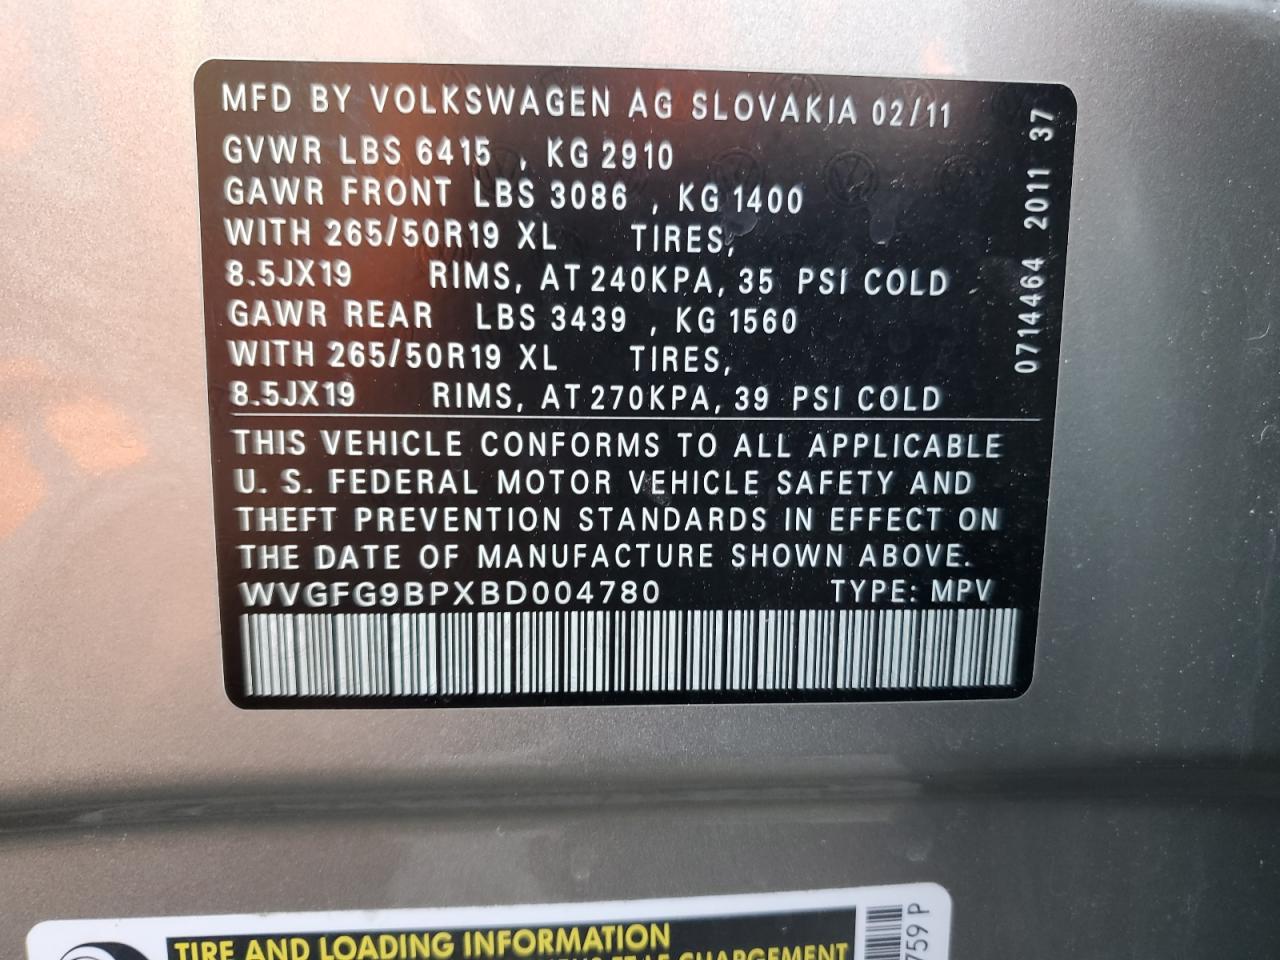 MFD BY VOLKSWAGEN AG SLOVAKIA 02/11
GVWR LBS 6415 , KG 2910
GAWR FRONT LBS 3086 , KG 1400
WITH 265/50R19 XL TIRES,
8.5JX19 RIMS, AT 240KPA, 35 PSI COLD
GAWR REAR LBS 3439 , KG 1560
WITH 265/50R19 XL TIRES,
8.5JX19 RIMS, AT 270KPA, 39 PSI COLD
0714464 2011 37
THIS VEHICLE CONFORMS TO ALL APPLICABLE
U. S. FEDERAL MOTOR VEHICLE SAFETY AND
THEFT PREVENTION STANDARDS IN EFFECT ON
THE DATE OF MANUFACTURE SHOWN ABOVE.
WVGFG9BPXBD004780 TYPE: MPV
TIRE AND LOADING INFORMATION
ET LE CHARGEMENT
759 P